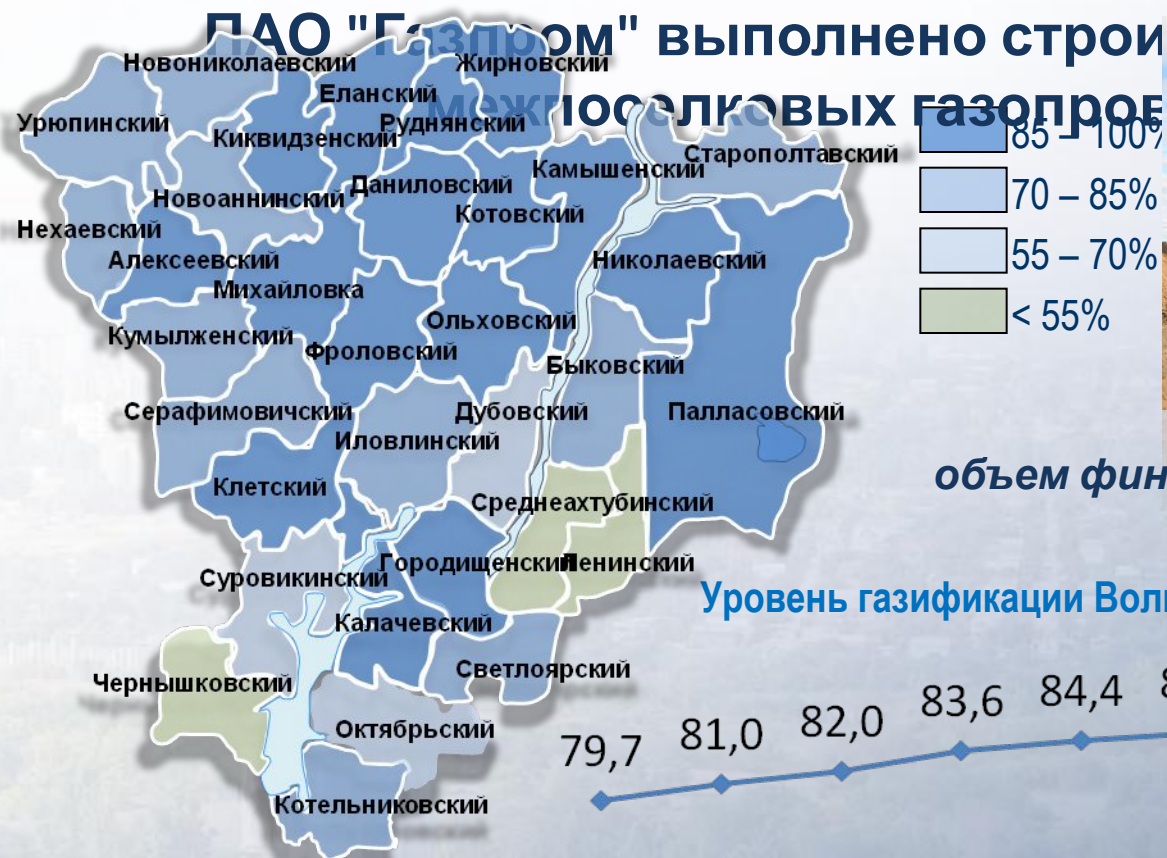 ПАО "Газпром" выполнено строи
межпоселковых газопров
Новониколаевский
Жирновский
Еланский
Урюпинский
Руднянский
Киквидзенский
Старополтавский
Камышенский
Даниловский
Новоаннинский
Котовский
Нехаевский
Алексеевский
Николаевский
Михайловка
Ольховский
Кумылженский
Фроловский
Быковский
Серафимовичский
Дубовский
Палласовский
Иловлинский
Клетский
Среднеахтубинский
Городищенский
Ленинский
Суровикинский
Калачевский
Светлоярский
Чернышковский
Октябрьский
Котельниковский
85 – 100%
70 – 85%
55 – 70%
< 55%
объем фин
Уровень газификации Вол
79,7 81,0 82,0 83,6 84,4